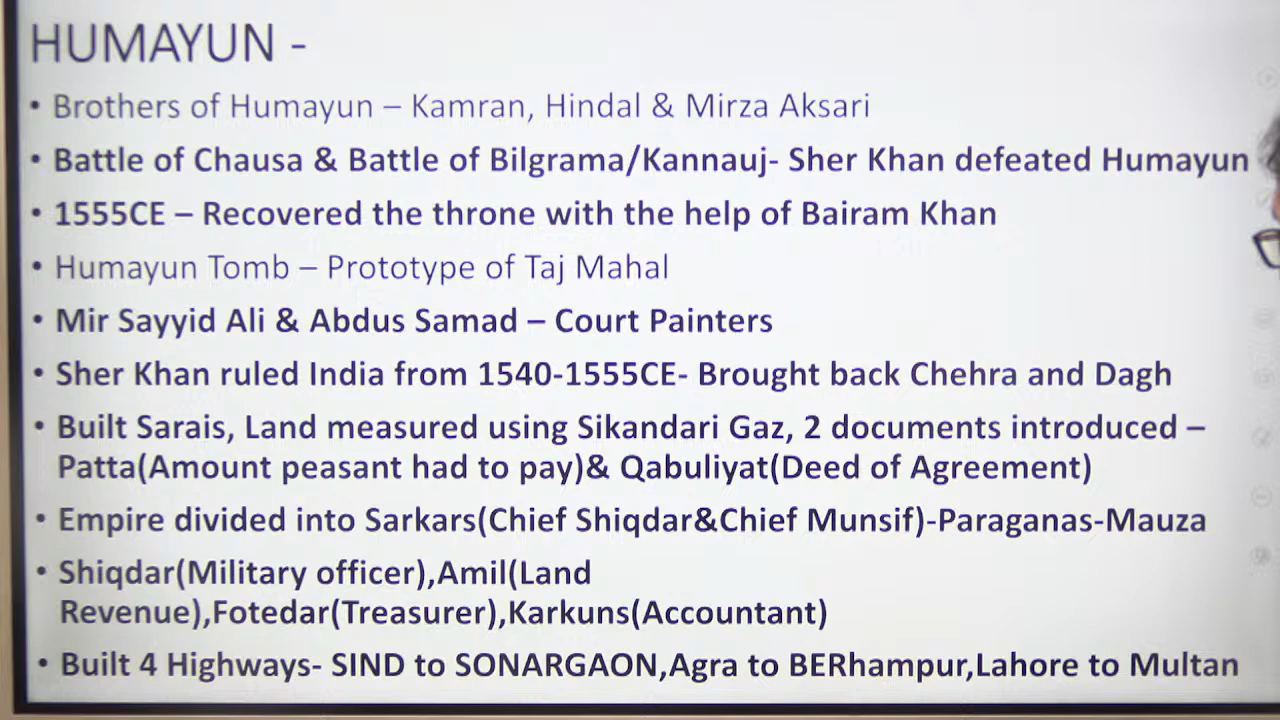 HUMAYUN -
• Brothers of Humayun – Kamran, Hindal & Mirza Aksari
• Battle of Chausa & Battle of Bilgrama/Kannauj- Sher Khan defeated Humayun
• 1555CE – Recovered the throne with the help of Bairam Khan
• Humayun Tomb – Prototype of Taj Mahal
• Mir Sayyid Ali & Abdus Samad – Court Painters
• Sher Khan ruled India from 1540-1555CE- Brought back Chehra and Dagh
• Built Sarais, Land measured using Sikandari Gaz, 2 documents introduced –
Patta(Amount peasant had to pay)& Qabuliyat(Deed of Agreement)
• Empire divided into Sarkars(Chief Shiqdar&Chief Munsif)-Paraganas-Mauza
• Shiqdar(Military officer),Amil(Land
Revenue),Fotedar(Treasurer),Karkuns(Accountant)
• Built 4 Highways- SIND to SONARGAON,Agra to BERhampur,Lahore to Multan